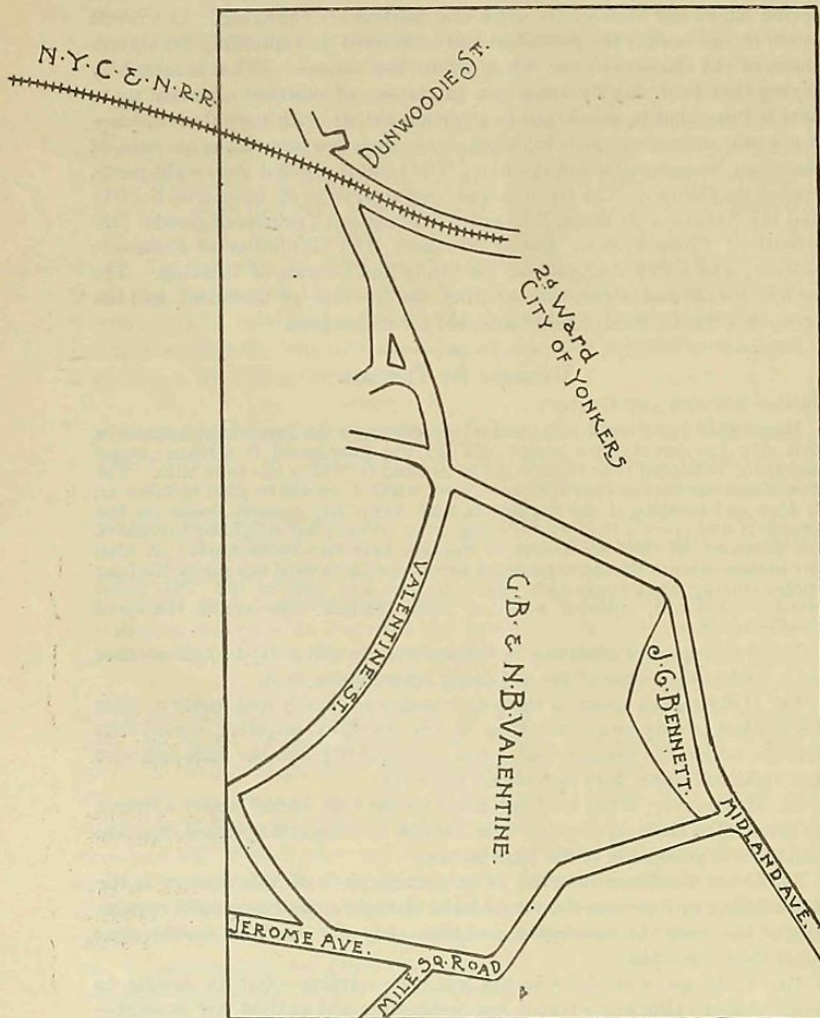 N.Y.C. & N.R.R.
DUNWOODIE ST.
2d Ward
CITY OF YONKERS
VALENTINE ST.
G.B. & N.B. VALENTINE
J.G. BENNETT.
MIDLAND AVE.
JEROME AVE.
MILE SQ. ROAD